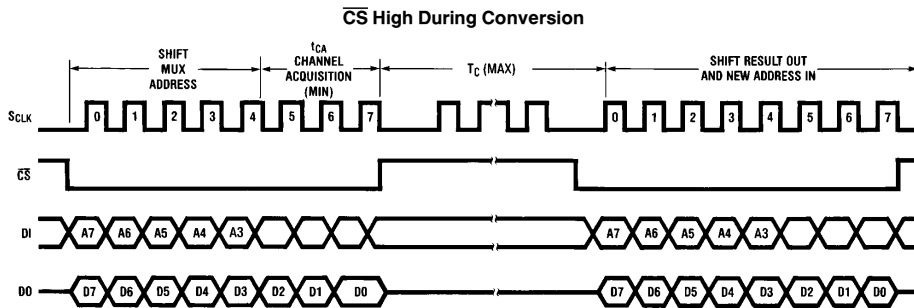 CS High During Conversion
SHIFT
MUX
ADDRESS
tCA
CHANNEL
ACQUISITION
(MIN)
TC (MAX)
SHIFT RESULT OUT
AND NEW ADDRESS IN
SCLK 0 1 2 3 4 5 6 7 0 1 2 3 4 5 6 7
CS
DI A7 A6 A5 A4 A3 A7 A6 A5 A4 A3
DO D7 D6 D5 D4 D3 D2 D1 D0 D7 D6 D5 D4 D3 D2 D1 D0